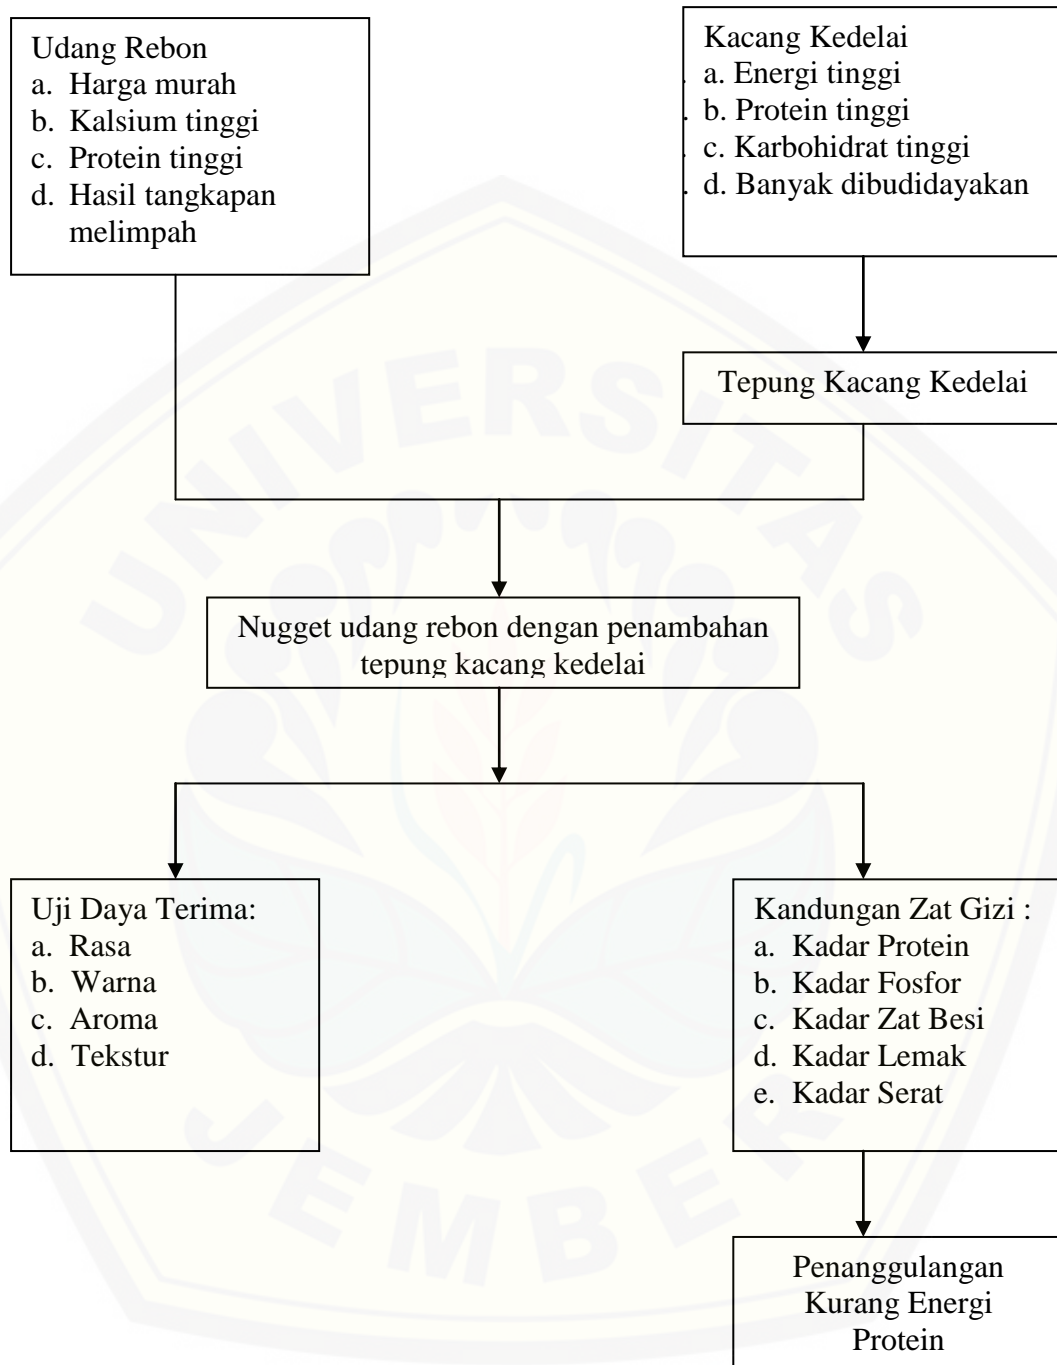 Udang Rebon
a. Harga murah
b. Kalsium tinggi
c. Protein tinggi
d. Hasil tangkapan
melimpah
Kacang Kedelai
. a. Energi tinggi
. b. Protein tinggi
. c. Karbohidrat tinggi
. d. Banyak dibudidayakan
Tepung Kacang Kedelai
Nugget udang rebon dengan penambahan
tepung kacang kedelai
Uji Daya Terima:
a. Rasa
b. Warna
c. Aroma
d. Tekstur
Kandungan Zat Gizi :
a. Kadar Protein
b. Kadar Fosfor
c. Kadar Zat Besi
d. Kadar Lemak
e. Kadar Serat
Penanggulangan
Kurang Energi
Protein
UNIVERSITAS
JEMBER